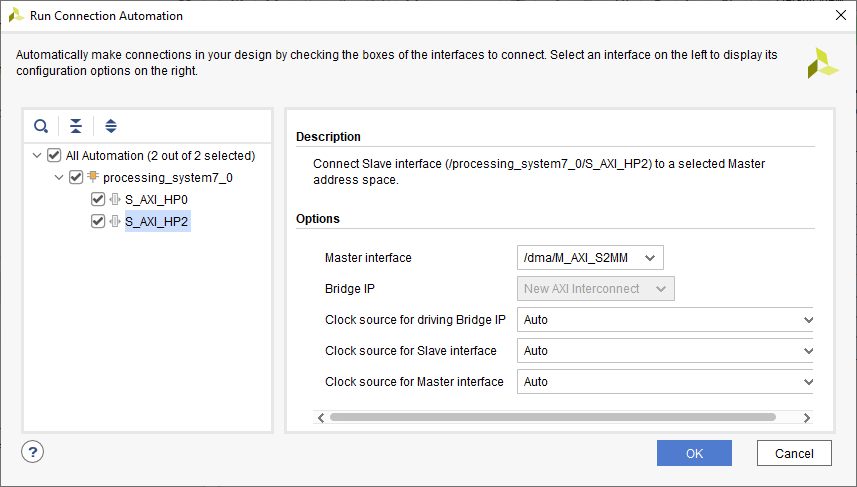 Run Connection Automation
Automatically make connections in your design by checking the boxes of the interfaces to connect. Select an interface on the left to display its
configuration options on the right.
All Automation (2 out of 2 selected)
processing_system7_0
S_AXI_HP0
S_AXI_HP2
Description
Connect Slave interface (/processing_system7_0/S_AXI_HP2) to a selected Master
address space.
Options
Master interface /dma/M_AXI_S2MM
Bridge IP New AXI Interconnect
Clock source for driving Bridge IP Auto
Clock source for Slave interface Auto
Clock source for Master interface Auto
? OK Cancel